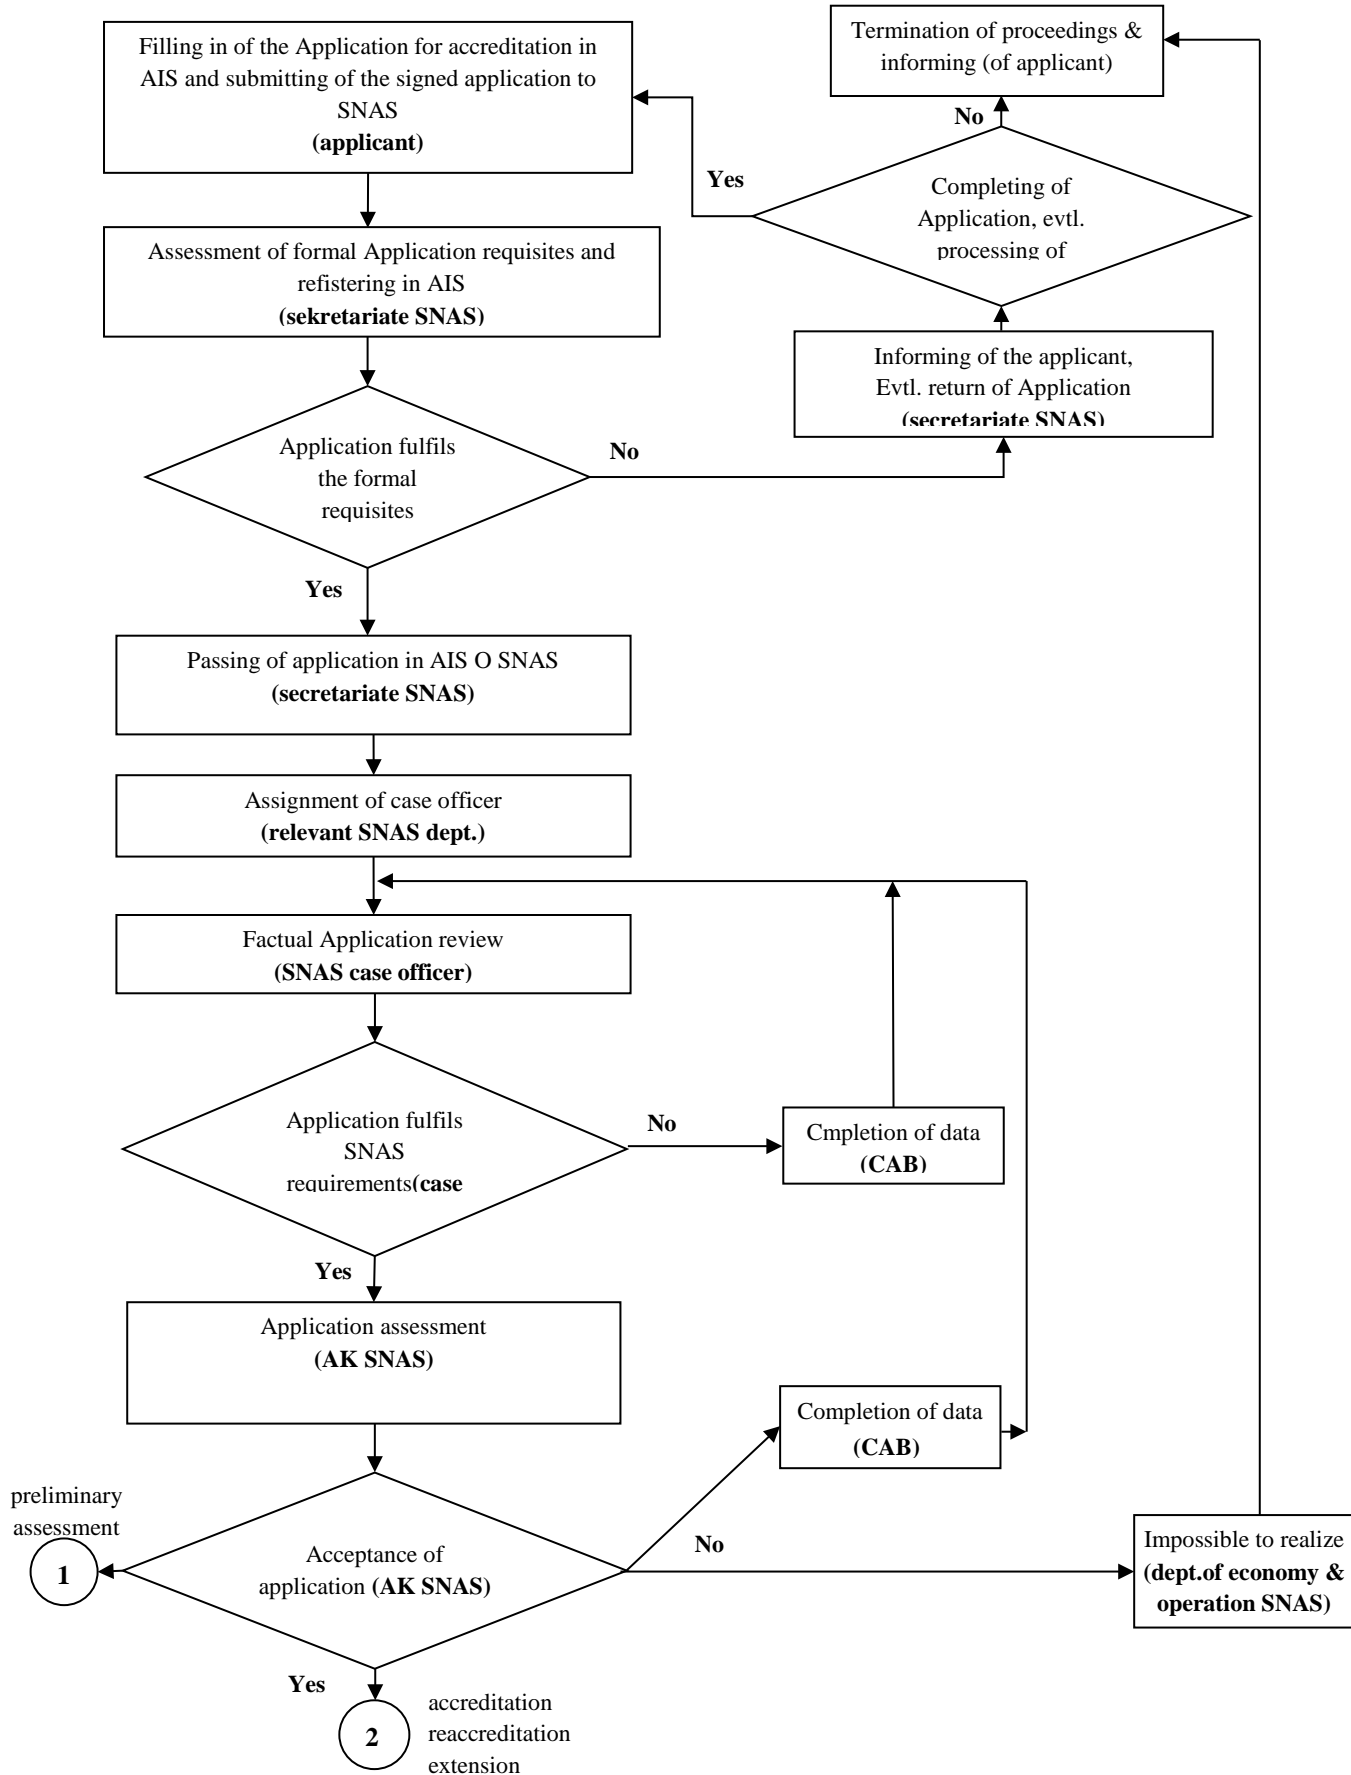 Filling in of the Application for accreditation in
AIS and submitting of the signed application to
SNAS
(applicant)
Termination of proceedings &
informing (of applicant)
No
Yes
Completing of
Application, evtl.
processing of
Assessment of formal Application requisites and
refistering in AIS
(sekretariate SNAS)
Informing of the applicant,
Evtl. return of Application
(secretariate SNAS)
Application fulfils
the formal
requisites
No
Yes
Passing of application in AIS O SNAS
(secretariate SNAS)
Assignment of case officer
(relevant SNAS dept.)
Factual Application review
(SNAS case officer)
Application fulfils
SNAS
requirements(case
No
Cmpletion of data
(CAB)
Yes
Application assessment
(AK SNAS)
Completion of data
(CAB)
preliminary
assessment
1
Acceptance of
application (AK SNAS)
No
Impossible to realize
(dept.of economy &
operation SNAS)
Yes
2
accreditation
reaccreditation
extension